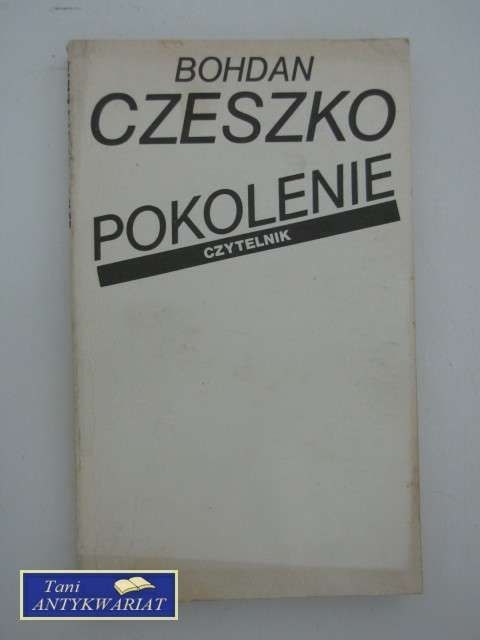 BOHDAN
CZESZKO
POKOLENIE
CZYTELNIK
Tani
ANTYKWARIAT